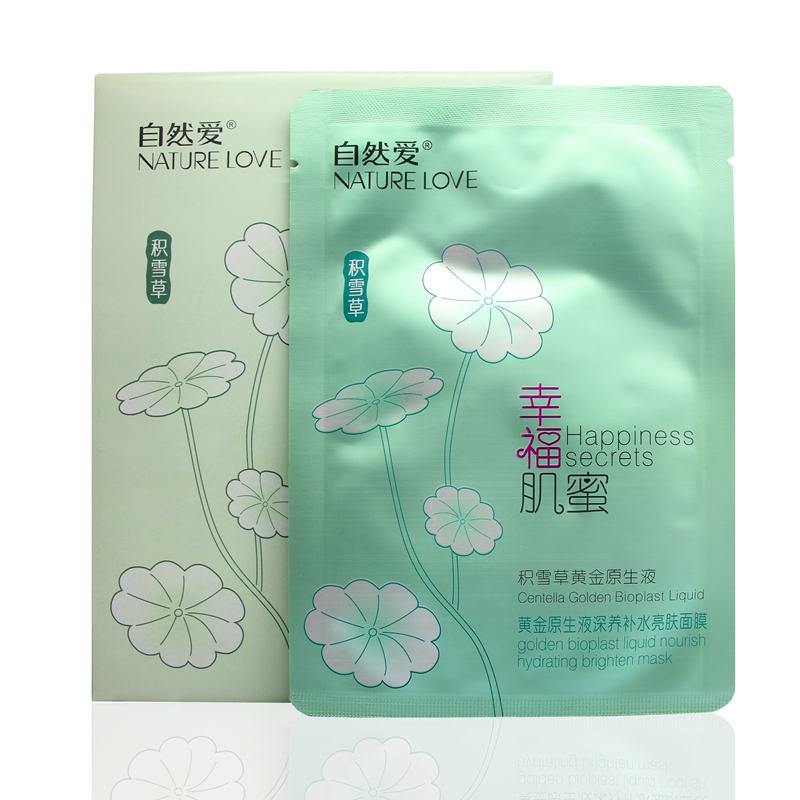 自然爱®
NATURE LOVE
积雪草
自然爱®
NATURE LOVE
积雪草
幸福
Happiness
secrets
肌蜜
积雪草黄金原生液
Centella Golden Bioplast Liquid
黄金原生液深养补水亮肤面膜
golden bioplast liquid nourish
hydrating brighten mask